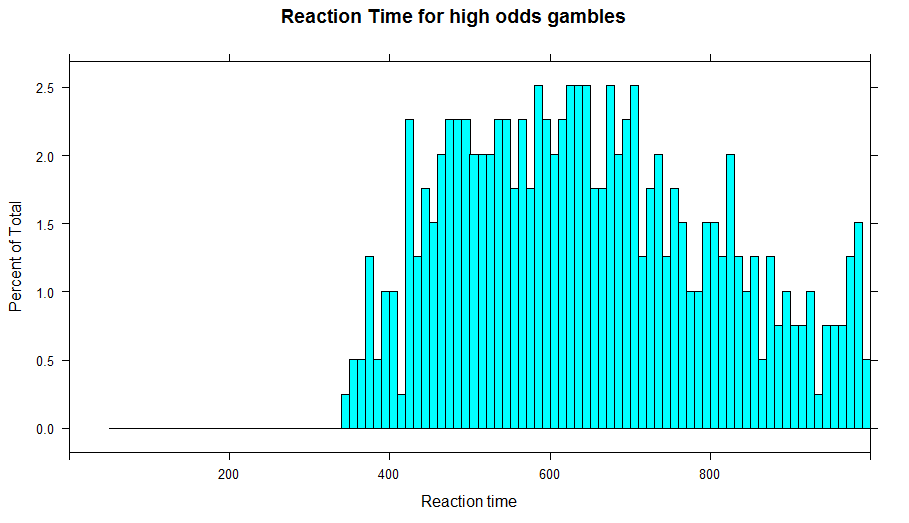 Reaction Time for high odds gambles
2.5
2.0
1.5
1.0
0.5
0.0
Percent of Total
200 400 600 800
Reaction time